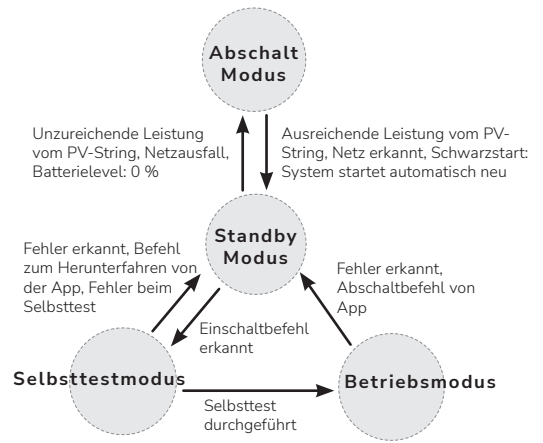 Abschalt
Modus
Unzureichende Leistung
vom PV-String, Netzausfall,
Batterielevel: 0 %
Ausreichende Leistung vom PV-
String, Netz erkannt, Schwarzstart:
System startet automatisch neu
Standby
Modus
Fehler erkannt, Befehl
zum Herunterfahren von
der App, Fehler beim
Selbsttest
Fehler erkannt,
Abschaltbefehl von
App
Einschaltbefehl
erkannt
Selbsttestmodus
Betriebsmodus
Selbsttest
durchgeführt